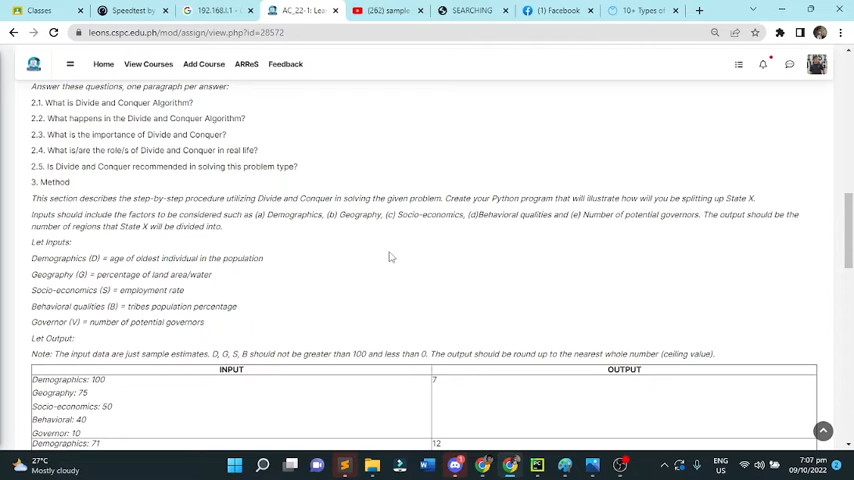 Classes
Speedtest by
192.168.l.1 -
AC_22-1: Lea
(262) sample
SEARCHING
(1) Facebook
10+ Types of
leons.cspc.edu.ph/mod/assign/view.php?id=28572
Home View Courses Add Course ARReS Feedback
Answer these questions, one paragraph per answer:
2.1. What is Divide and Conquer Algorithm?
2.2. What happens in the Divide and Conquer Algorithm?
2.3. What is the importance of Divide and Conquer?
2.4. What is/are the role/s of Divide and Conquer in real life?
2.5. Is Divide and Conquer recommended in solving this problem type?
3. Method
This section describes the step-by-step procedure utilizing Divide and Conquer in solving the given problem. Create your Python program that will illustrate how will you be splitting up State X.
Inputs should include the factors to be considered such as (a) Demographics, (b) Geography, (c) Socio-economics, (d)Behavioral qualities and (e) Number of potential governors. The output should be the
number of regions that State X will be divided into.
Let Inputs:
Demographics (D) = age of oldest individual in the population
Geography (G) = percentage of land area/water
Socio-economics (S) = employment rate
Behavioral qualities (B) = tribes population percentage
Governor (V) = number of potential governors
Let Output:
Note: The input data are just sample estimates. D, G, S, B should not be greater than 100 and less than 0. The output should be round up to the nearest whole number (ceiling value).
INPUT OUTPUT
Demographics: 100 7
Geography: 75
Socio-economics: 50
Behavioral: 40
Governor: 10
Demographics: 71 12
27°C
Mostly cloudy
ENG
US
7:07 pm
09/10/2022